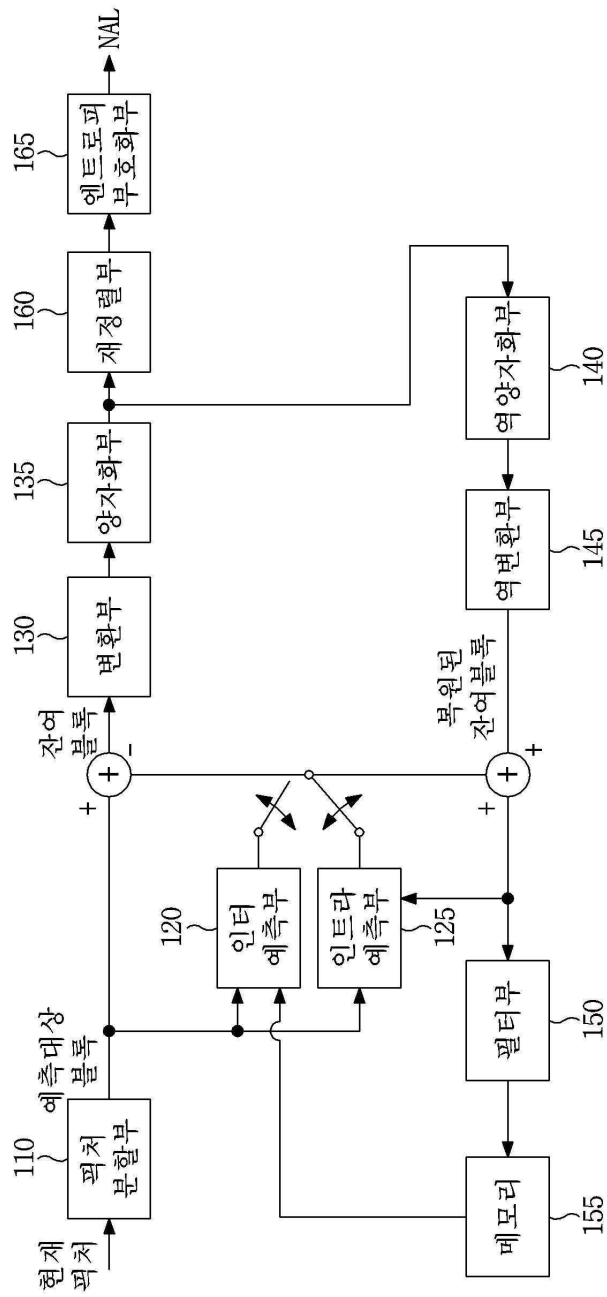 현재
픽처
110
픽처
분할부
예측대상
블록
+
+
-
잔여
블록
130
변환부
135
양자화부
160
재정렬부
165
엔트로피
부호화부
NAL
120
인터
예측부
인트라
예측부
125
155
메모리
150
필터부
+
+
+
복원된
잔여블록
145
역변환부
140
역양자화부